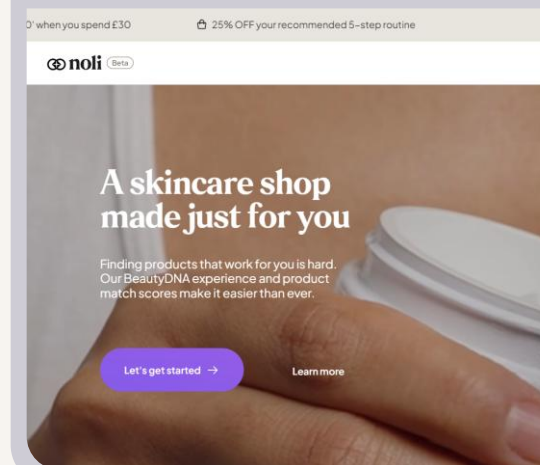 0' when you spend £30
25% OFF your recommended 5-step routine
noli Beta
A skincare shop
made just for you
Finding products that work for you is hard.
Our BeautyDNA experience and product
match scores make it easier than ever.
Let's get started →
Learn more